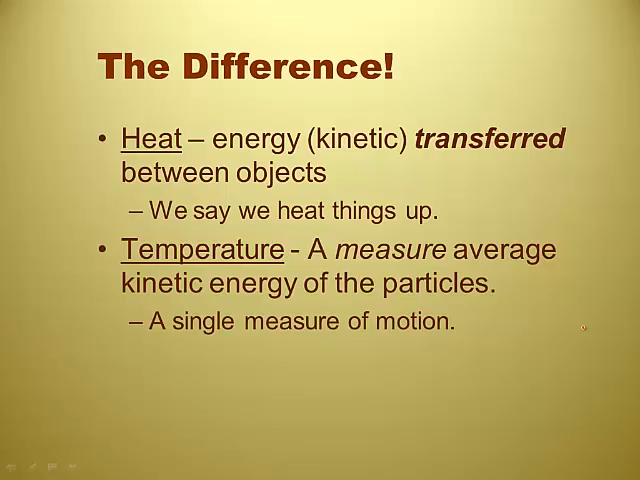 The Difference!
• Heat – energy (kinetic) transferred
between objects
– We say we heat things up.
• Temperature - A measure average
kinetic energy of the particles.
– A single measure of motion.